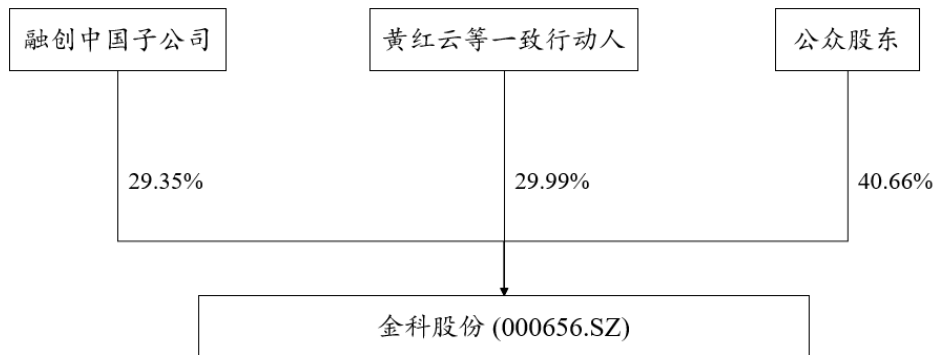 融创中国子公司
黄红云等一致行动人
公众股东
29.35%
29.99%
40.66%
金科股份 (000656.SZ)